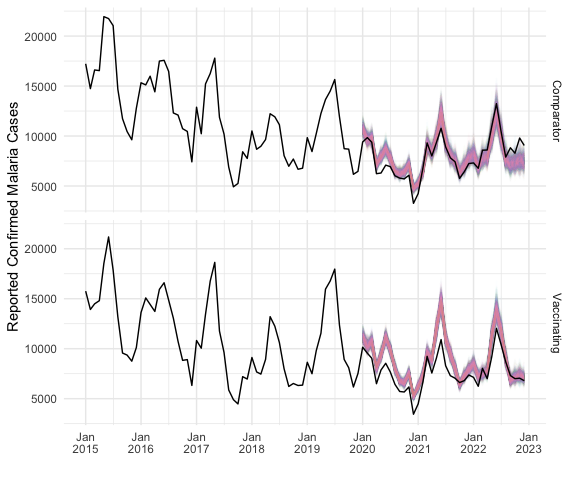 Reported Confirmed Malaria Cases
20000
15000
10000
5000
Comparator
20000
15000
10000
5000
Vaccinating
Jan Jan Jan Jan Jan Jan Jan Jan Jan
2015 2016 2017 2018 2019 2020 2021 2022 2023